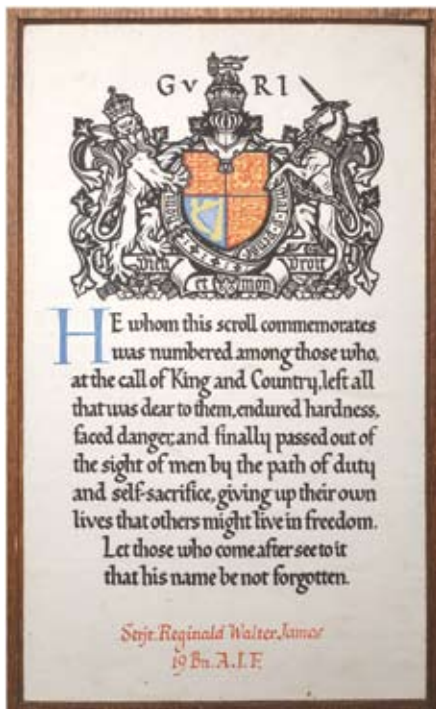 G V R I
Dieu et mon Droit
HE whom this scroll commemorates
was numbered among those who,
at the call of King and Country, left all
that was dear to them, endured hardness,
faced danger, and finally passed out of
the sight of men by the path of duty
and self-sacrifice, giving up their own
lives that others might live in freedom.
Let those who come after see to it
that his name be not forgotten.
Serjt. Reginald Walter James
19 Bn. A.I.F.